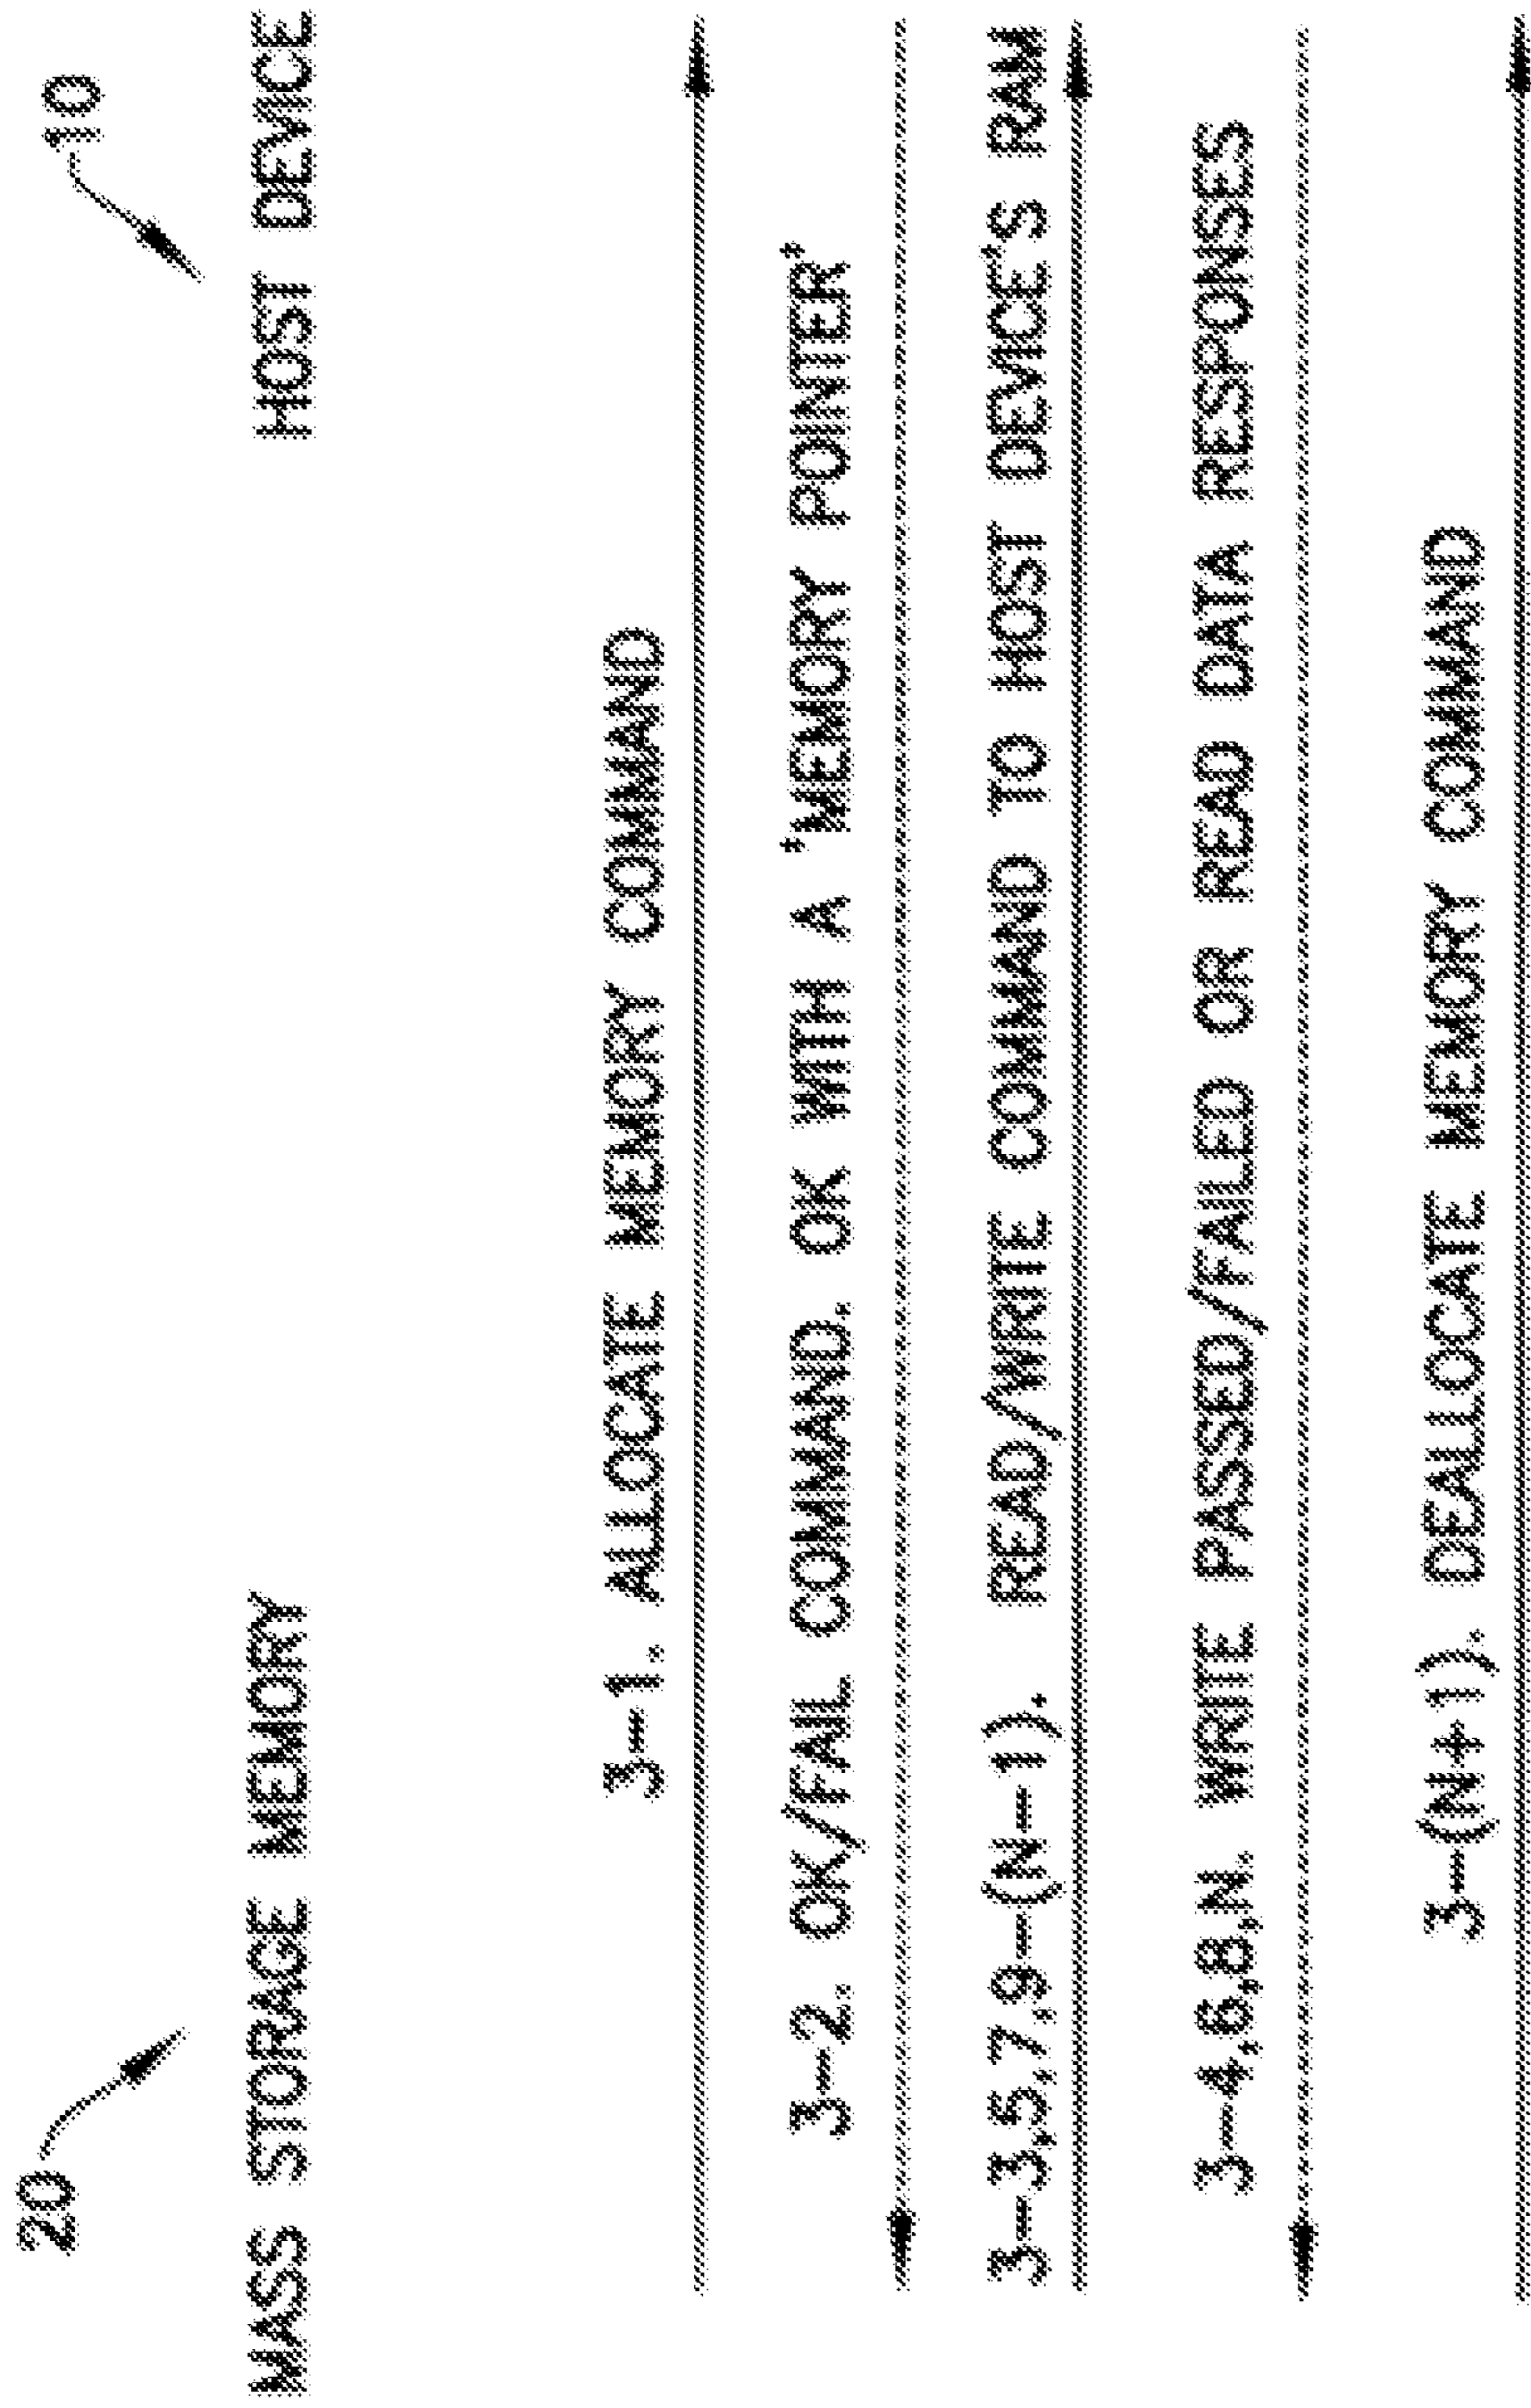 20
10
MASS STORAGE MEMORY
HOST DEVICE
3-1. ALLOCATE MEMORY COMMAND
3-2. OK/FAIL COMMAND. OK WITH A "MEMORY POINTER"
3-3,5,7,9-(N-1). READ/WRITE COMMAND TO HOST DEVICE'S RAM
3-4,6,8,N. WRITE PASSED/FAILED OR READ DATA RESPONSES
3-(N+1). DEALLOCATE MEMORY COMMAND